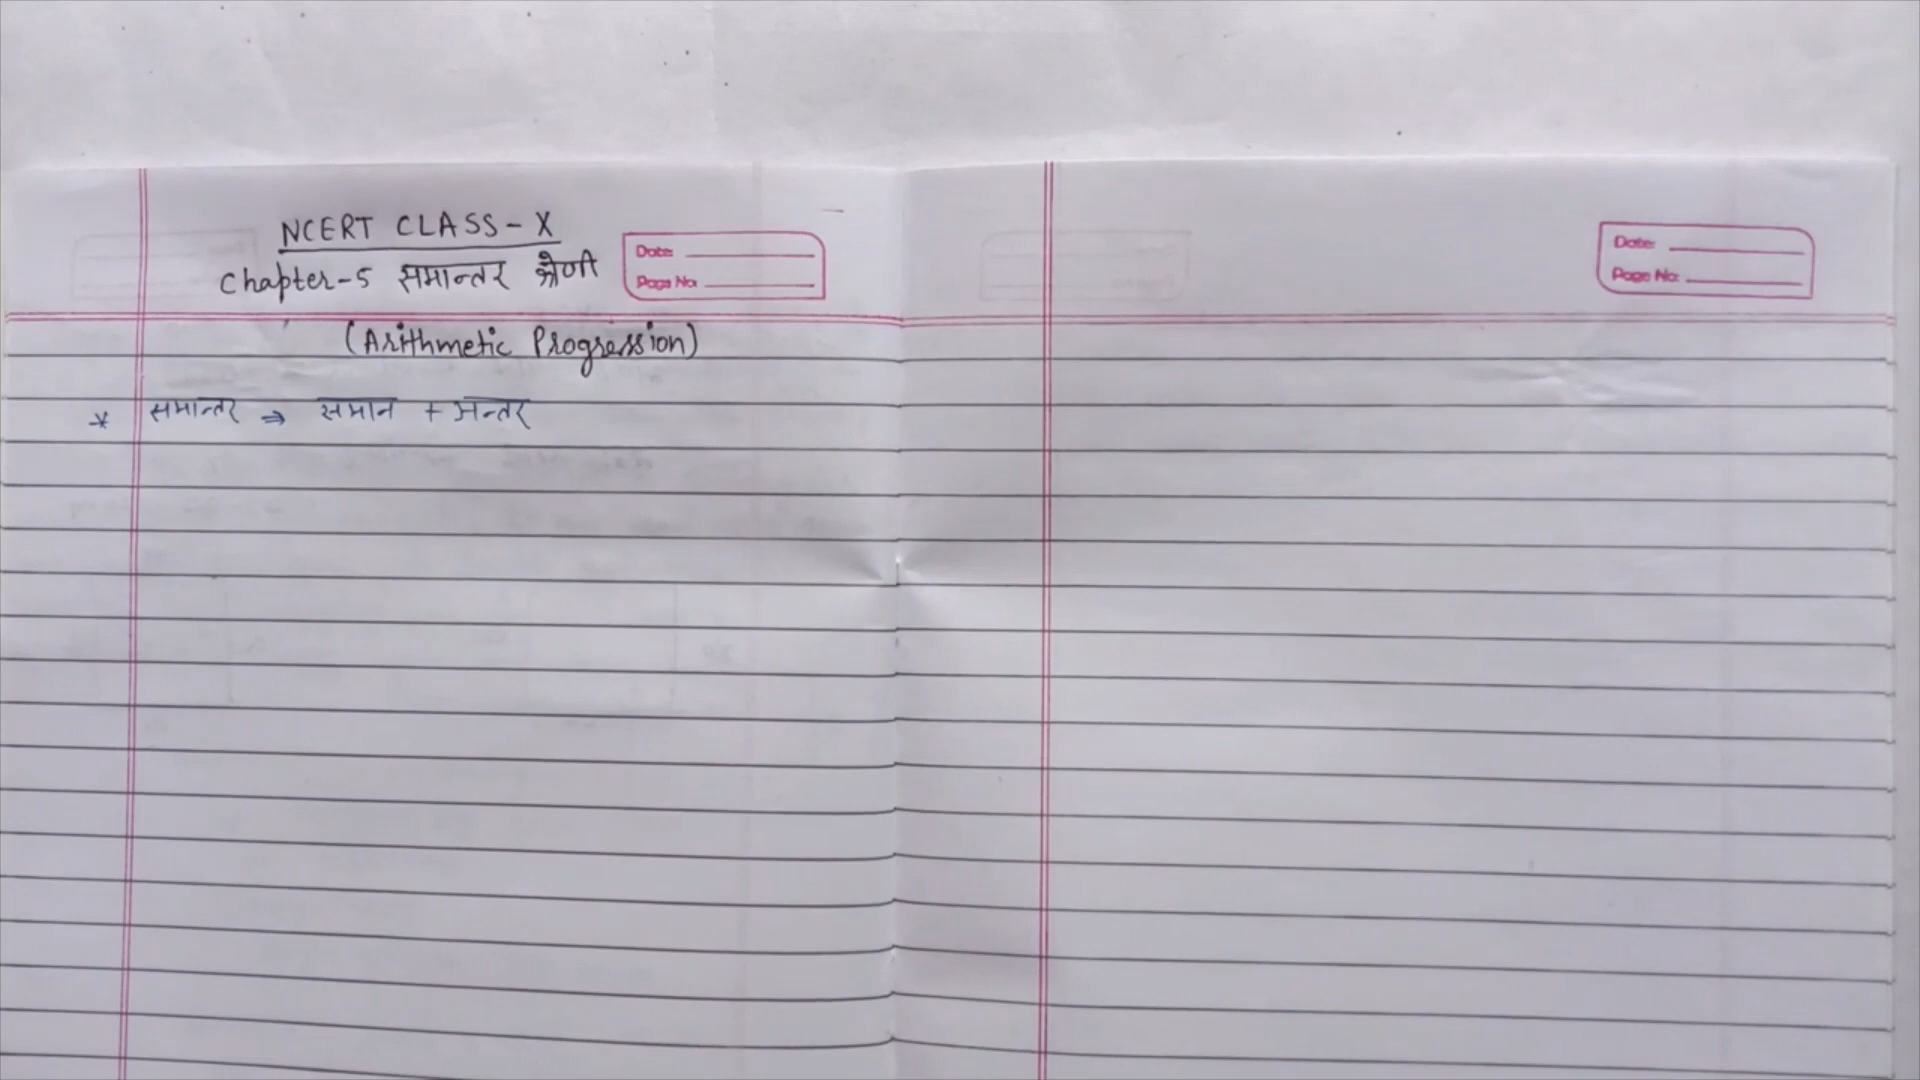 NCERT CLASS - X
Chapter-5 समान्तर श्रेणी
Date:
Page No:
(Arithmetic Progression)
* समान्तर ⇒ समान + अन्तर
Date:
Page No: